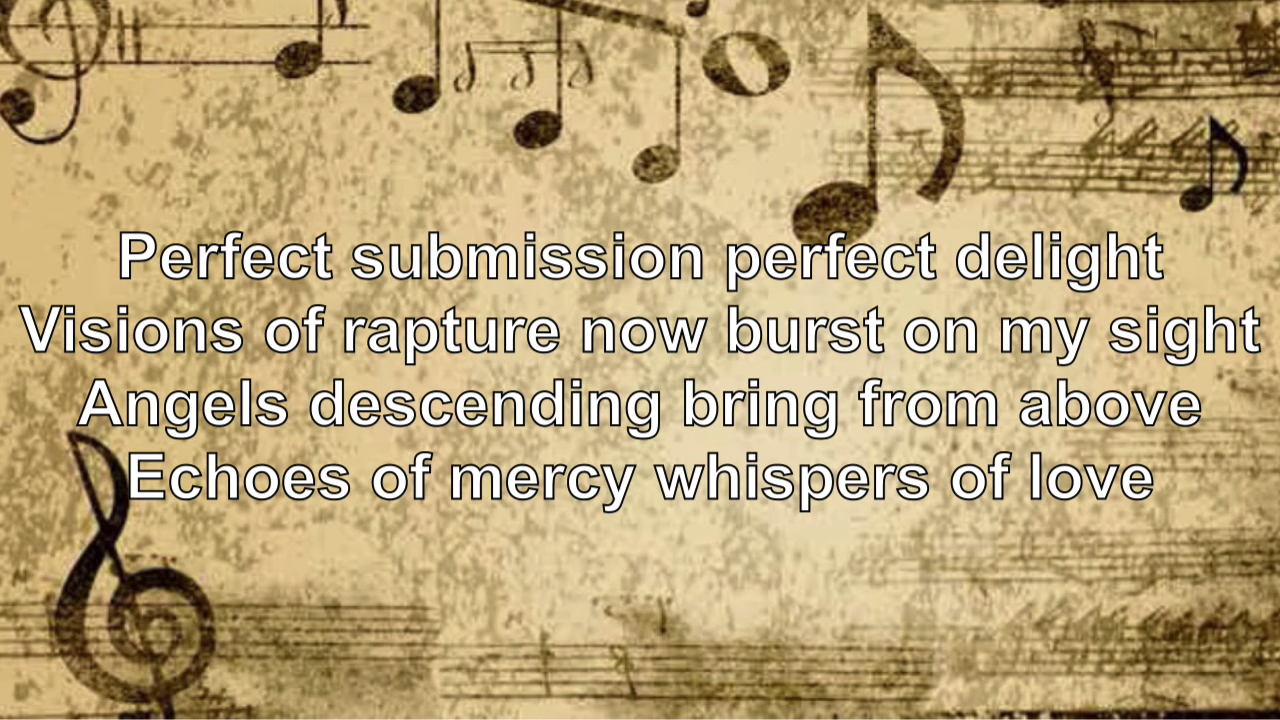 Perfect submission perfect delight
Visions of rapture now burst on my sight
Angels descending bring from above
Echoes of mercy whispers of love